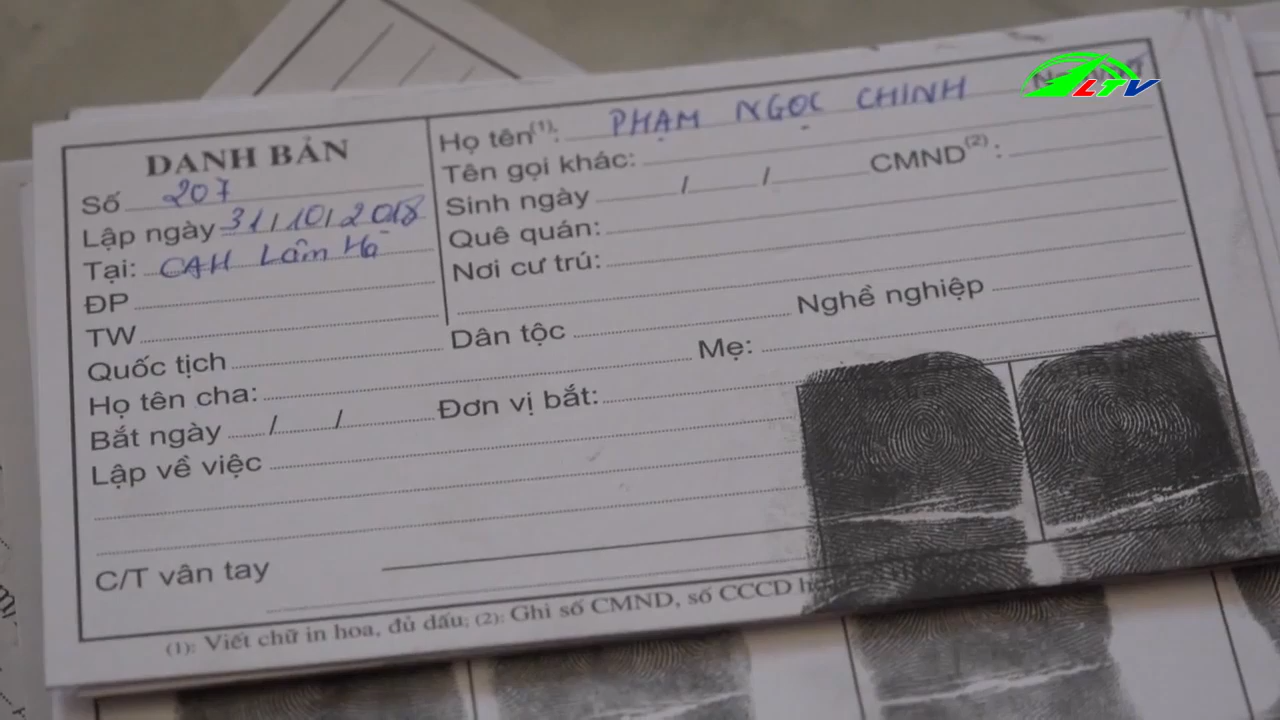 LTV
DANH BẢN
Số 207
Lập ngày 31/10/2018
Tại: CAH Lâm Hà
ĐP
TW
Quốc tịch
Họ tên cha:
Bắt ngày / /
Lập về việc
C/T vân tay
Họ tên(1): PHẠM NGỌC CHINH
Tên gọi khác:
Sinh ngày / / CMND(2):
Quê quán:
Nơi cư trú:
Dân tộc Nghề nghiệp
Mẹ:
Đơn vị bắt:
(1): Viết chữ in hoa, đủ dấu; (2): Ghi số CMND, số CCCD